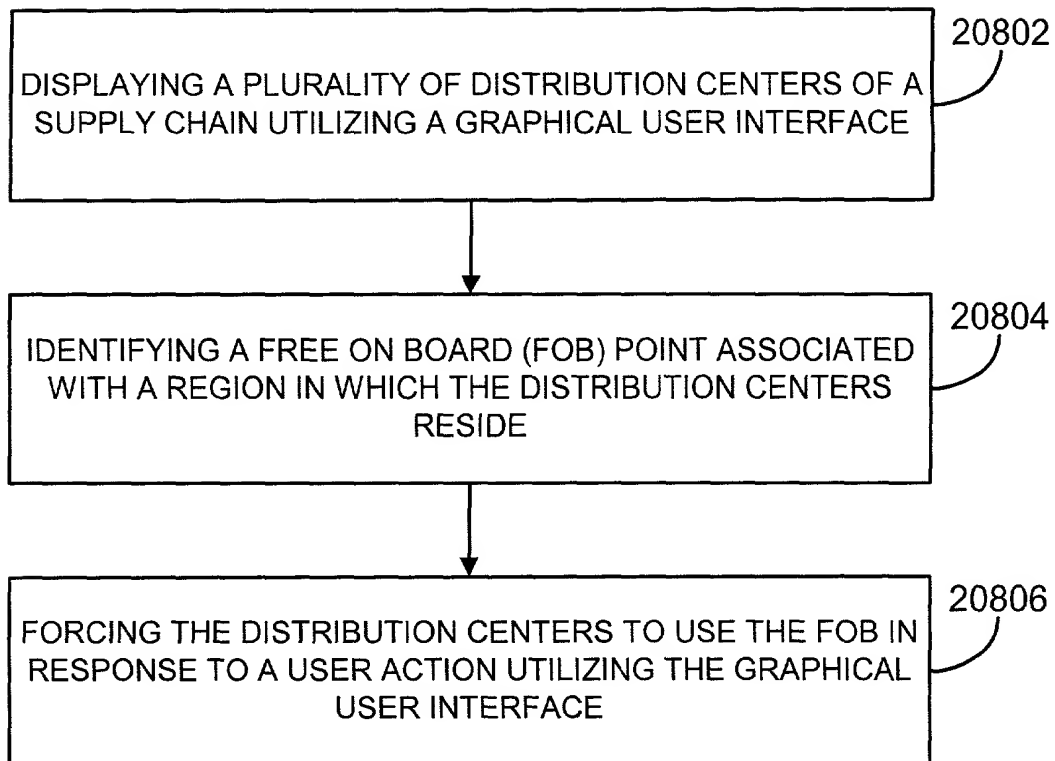 20802
DISPLAYING A PLURALITY OF DISTRIBUTION CENTERS OF A
SUPPLY CHAIN UTILIZING A GRAPHICAL USER INTERFACE
20804
IDENTIFYING A FREE ON BOARD (FOB) POINT ASSOCIATED
WITH A REGION IN WHICH THE DISTRIBUTION CENTERS
RESIDE
20806
FORCING THE DISTRIBUTION CENTERS TO USE THE FOB IN
RESPONSE TO A USER ACTION UTILIZING THE GRAPHICAL
USER INTERFACE